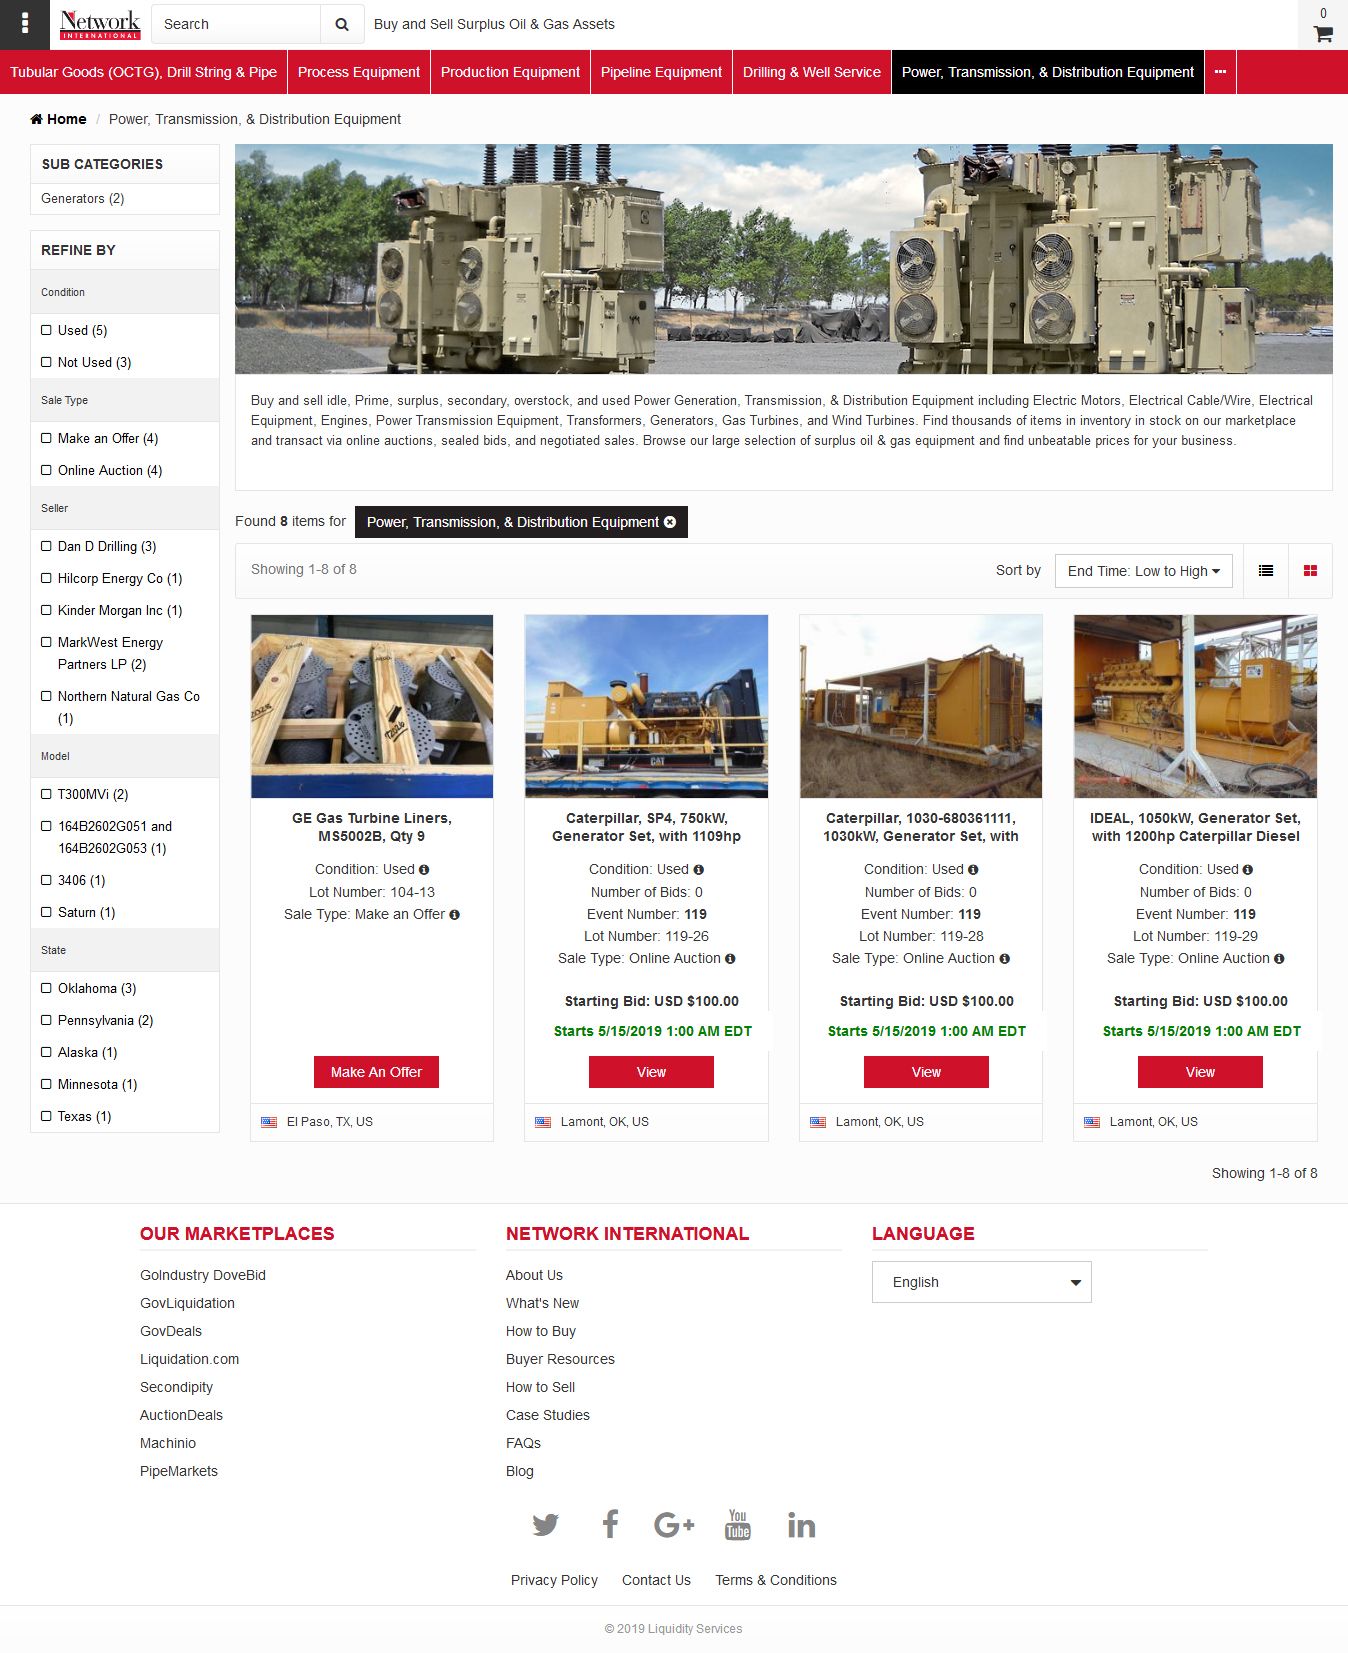 Network
INTERNATIONAL
Search
Buy and Sell Surplus Oil & Gas Assets
0
Tubular Goods (OCTG), Drill String & Pipe
Process Equipment
Production Equipment
Pipeline Equipment
Drilling & Well Service
Power, Transmission, & Distribution Equipment
Home / Power, Transmission, & Distribution Equipment
SUB CATEGORIES
Generators (2)
REFINE BY
Condition
Used (5)
Not Used (3)
Sale Type
Make an Offer (4)
Online Auction (4)
Seller
Dan D Drilling (3)
Hilcorp Energy Co (1)
Kinder Morgan Inc (1)
MarkWest Energy
Partners LP (2)
Northern Natural Gas Co
(1)
Model
T300MVi (2)
164B2602G051 and
164B2602G053 (1)
3406 (1)
Saturn (1)
State
Oklahoma (3)
Pennsylvania (2)
Alaska (1)
Minnesota (1)
Texas (1)
Buy and sell idle, Prime, surplus, secondary, overstock, and used Power Generation, Transmission, & Distribution Equipment including Electric Motors, Electrical Cable/Wire, Electrical
Equipment, Engines, Power Transmission Equipment, Transformers, Generators, Gas Turbines, and Wind Turbines. Find thousands of items in inventory in stock on our marketplace
and transact via online auctions, sealed bids, and negotiated sales. Browse our large selection of surplus oil & gas equipment and find unbeatable prices for your business.
Found 8 items for
Power, Transmission, & Distribution Equipment
Showing 1-8 of 8
Sort by
End Time: Low to High
GE Gas Turbine Liners,
MS5002B, Qty 9
Condition: Used
Lot Number: 104-13
Sale Type: Make an Offer
Make An Offer
El Paso, TX, US
CAT
Caterpillar, SP4, 750kW,
Generator Set, with 1109hp
Condition: Used
Number of Bids: 0
Event Number: 119
Lot Number: 119-26
Sale Type: Online Auction
Starting Bid: USD $100.00
Starts 5/15/2019 1:00 AM EDT
View
Lamont, OK, US
Caterpillar, 1030-680361111,
1030kW, Generator Set, with
Condition: Used
Number of Bids: 0
Event Number: 119
Lot Number: 119-28
Sale Type: Online Auction
Starting Bid: USD $100.00
Starts 5/15/2019 1:00 AM EDT
View
Lamont, OK, US
IDEAL, 1050kW, Generator Set,
with 1200hp Caterpillar Diesel
Condition: Used
Number of Bids: 0
Event Number: 119
Lot Number: 119-29
Sale Type: Online Auction
Starting Bid: USD $100.00
Starts 5/15/2019 1:00 AM EDT
View
Lamont, OK, US
Showing 1-8 of 8
OUR MARKETPLACES
GoIndustry DoveBid
GovLiquidation
GovDeals
Liquidation.com
Secondipity
AuctionDeals
Machinio
PipeMarkets
NETWORK INTERNATIONAL
About Us
What's New
How to Buy
Buyer Resources
How to Sell
Case Studies
FAQs
Blog
LANGUAGE
English
You
Tube
Privacy Policy
Contact Us
Terms & Conditions
© 2019 Liquidity Services